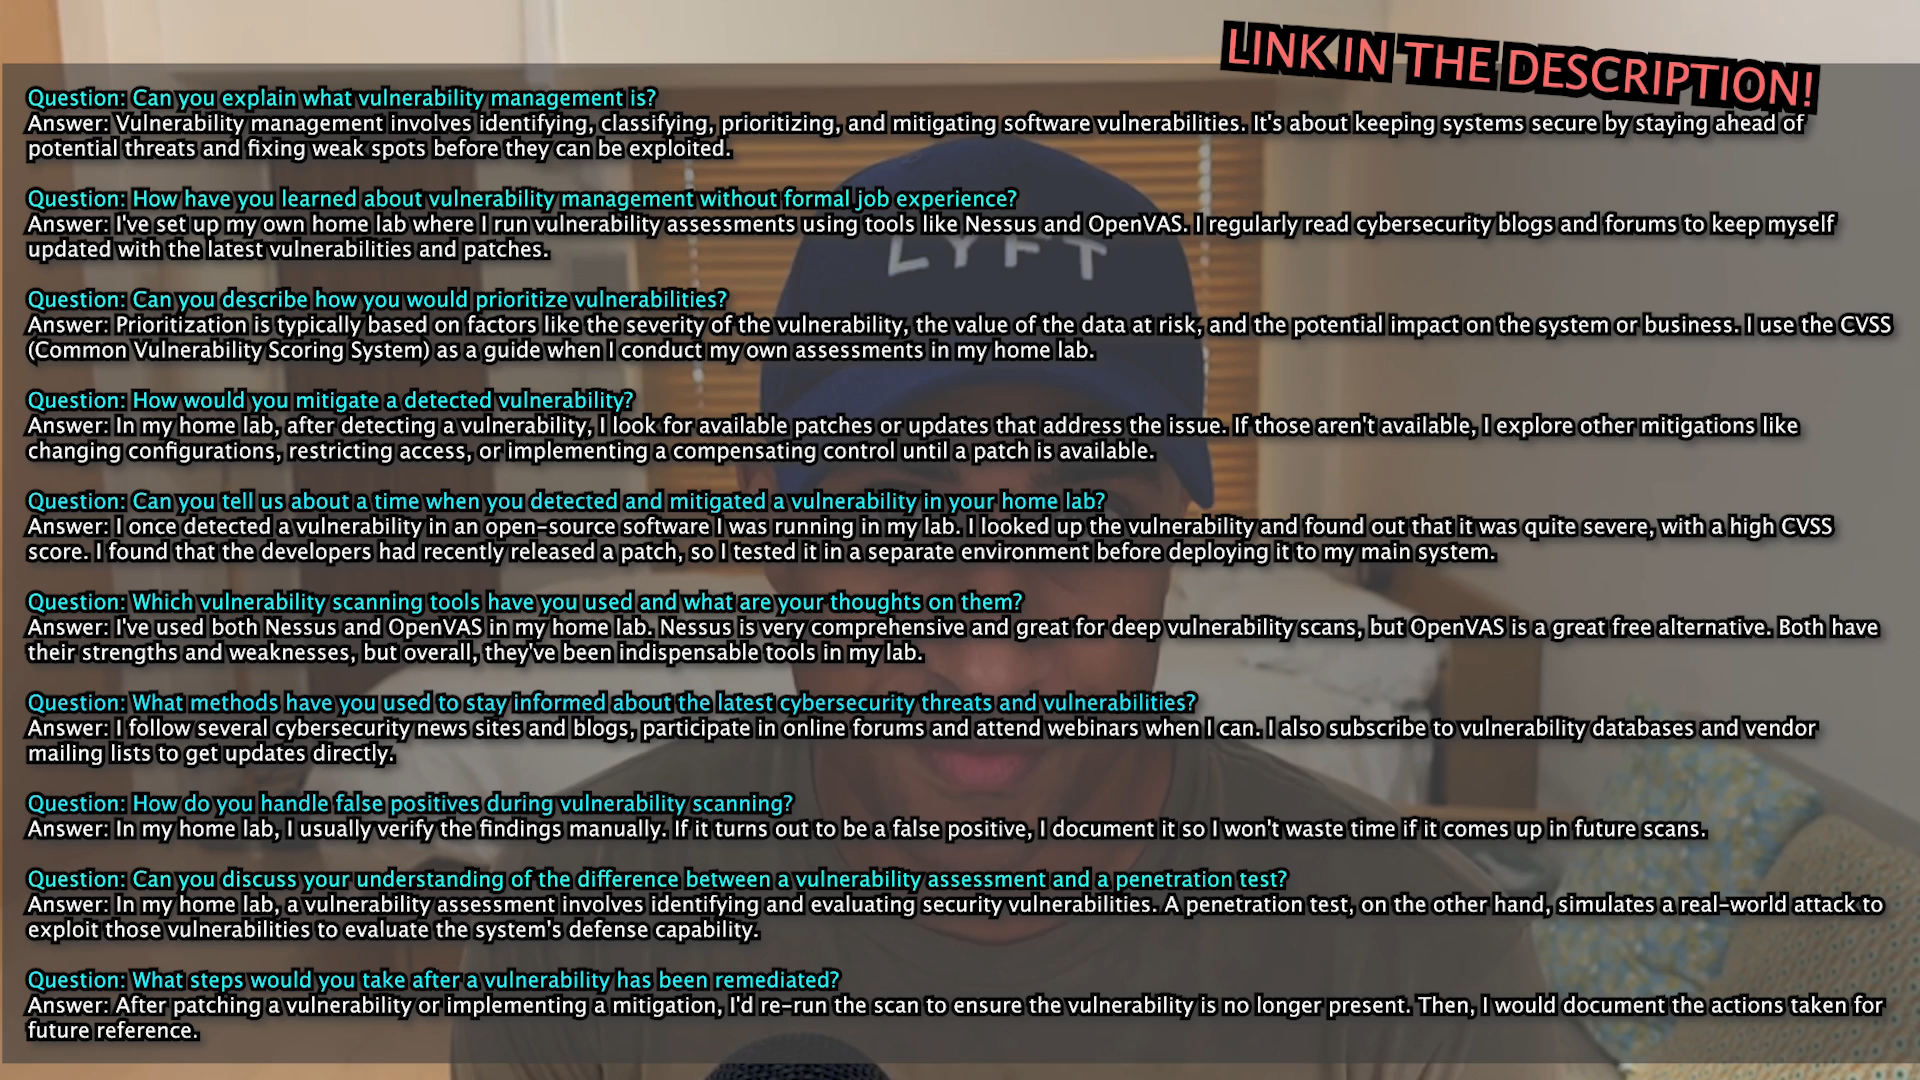 LINK IN THE DESCRIPTION!
Question: Can you explain what vulnerability management is?
Answer: Vulnerability management involves identifying, classifying, prioritizing, and mitigating software vulnerabilities. It's about keeping systems secure by staying ahead of
potential threats and fixing weak spots before they can be exploited.
Question: How have you learned about vulnerability management without formal job experience?
Answer: I've set up my own home lab where I run vulnerability assessments using tools like Nessus and OpenVAS. I regularly read cybersecurity blogs and forums to keep myself
updated with the latest vulnerabilities and patches.
LYFT
Question: Can you describe how you would prioritize vulnerabilities?
Answer: Prioritization is typically based on factors like the severity of the vulnerability, the value of the data at risk, and the potential impact on the system or business. I use the CVSS
(Common Vulnerability Scoring System) as a guide when I conduct my own assessments in my home lab.
Question: How would you mitigate a detected vulnerability?
Answer: In my home lab, after detecting a vulnerability, I look for available patches or updates that address the issue. If those aren't available, I explore other mitigations like
changing configurations, restricting access, or implementing a compensating control until a patch is available.
Question: Can you tell us about a time when you detected and mitigated a vulnerability in your home lab?
Answer: I once detected a vulnerability in an open-source software I was running in my lab. I looked up the vulnerability and found out that it was quite severe, with a high CVSS
score. I found that the developers had recently released a patch, so I tested it in a separate environment before deploying it to my main system.
Question: Which vulnerability scanning tools have you used and what are your thoughts on them?
Answer: I've used both Nessus and OpenVAS in my home lab. Nessus is very comprehensive and great for deep vulnerability scans, but OpenVAS is a great free alternative. Both have
their strengths and weaknesses, but overall, they've been indispensable tools in my lab.
Question: What methods have you used to stay informed about the latest cybersecurity threats and vulnerabilities?
Answer: I follow several cybersecurity news sites and blogs, participate in online forums and attend webinars when I can. I also subscribe to vulnerability databases and vendor
mailing lists to get updates directly.
Question: How do you handle false positives during vulnerability scanning?
Answer: In my home lab, I usually verify the findings manually. If it turns out to be a false positive, I document it so I won't waste time if it comes up in future scans.
Question: Can you discuss your understanding of the difference between a vulnerability assessment and a penetration test?
Answer: In my home lab, a vulnerability assessment involves identifying and evaluating security vulnerabilities. A penetration test, on the other hand, simulates a real-world attack to
exploit those vulnerabilities to evaluate the system's defense capability.
Question: What steps would you take after a vulnerability has been remediated?
Answer: After patching a vulnerability or implementing a mitigation, I'd re-run the scan to ensure the vulnerability is no longer present. Then, I would document the actions taken for
future reference.